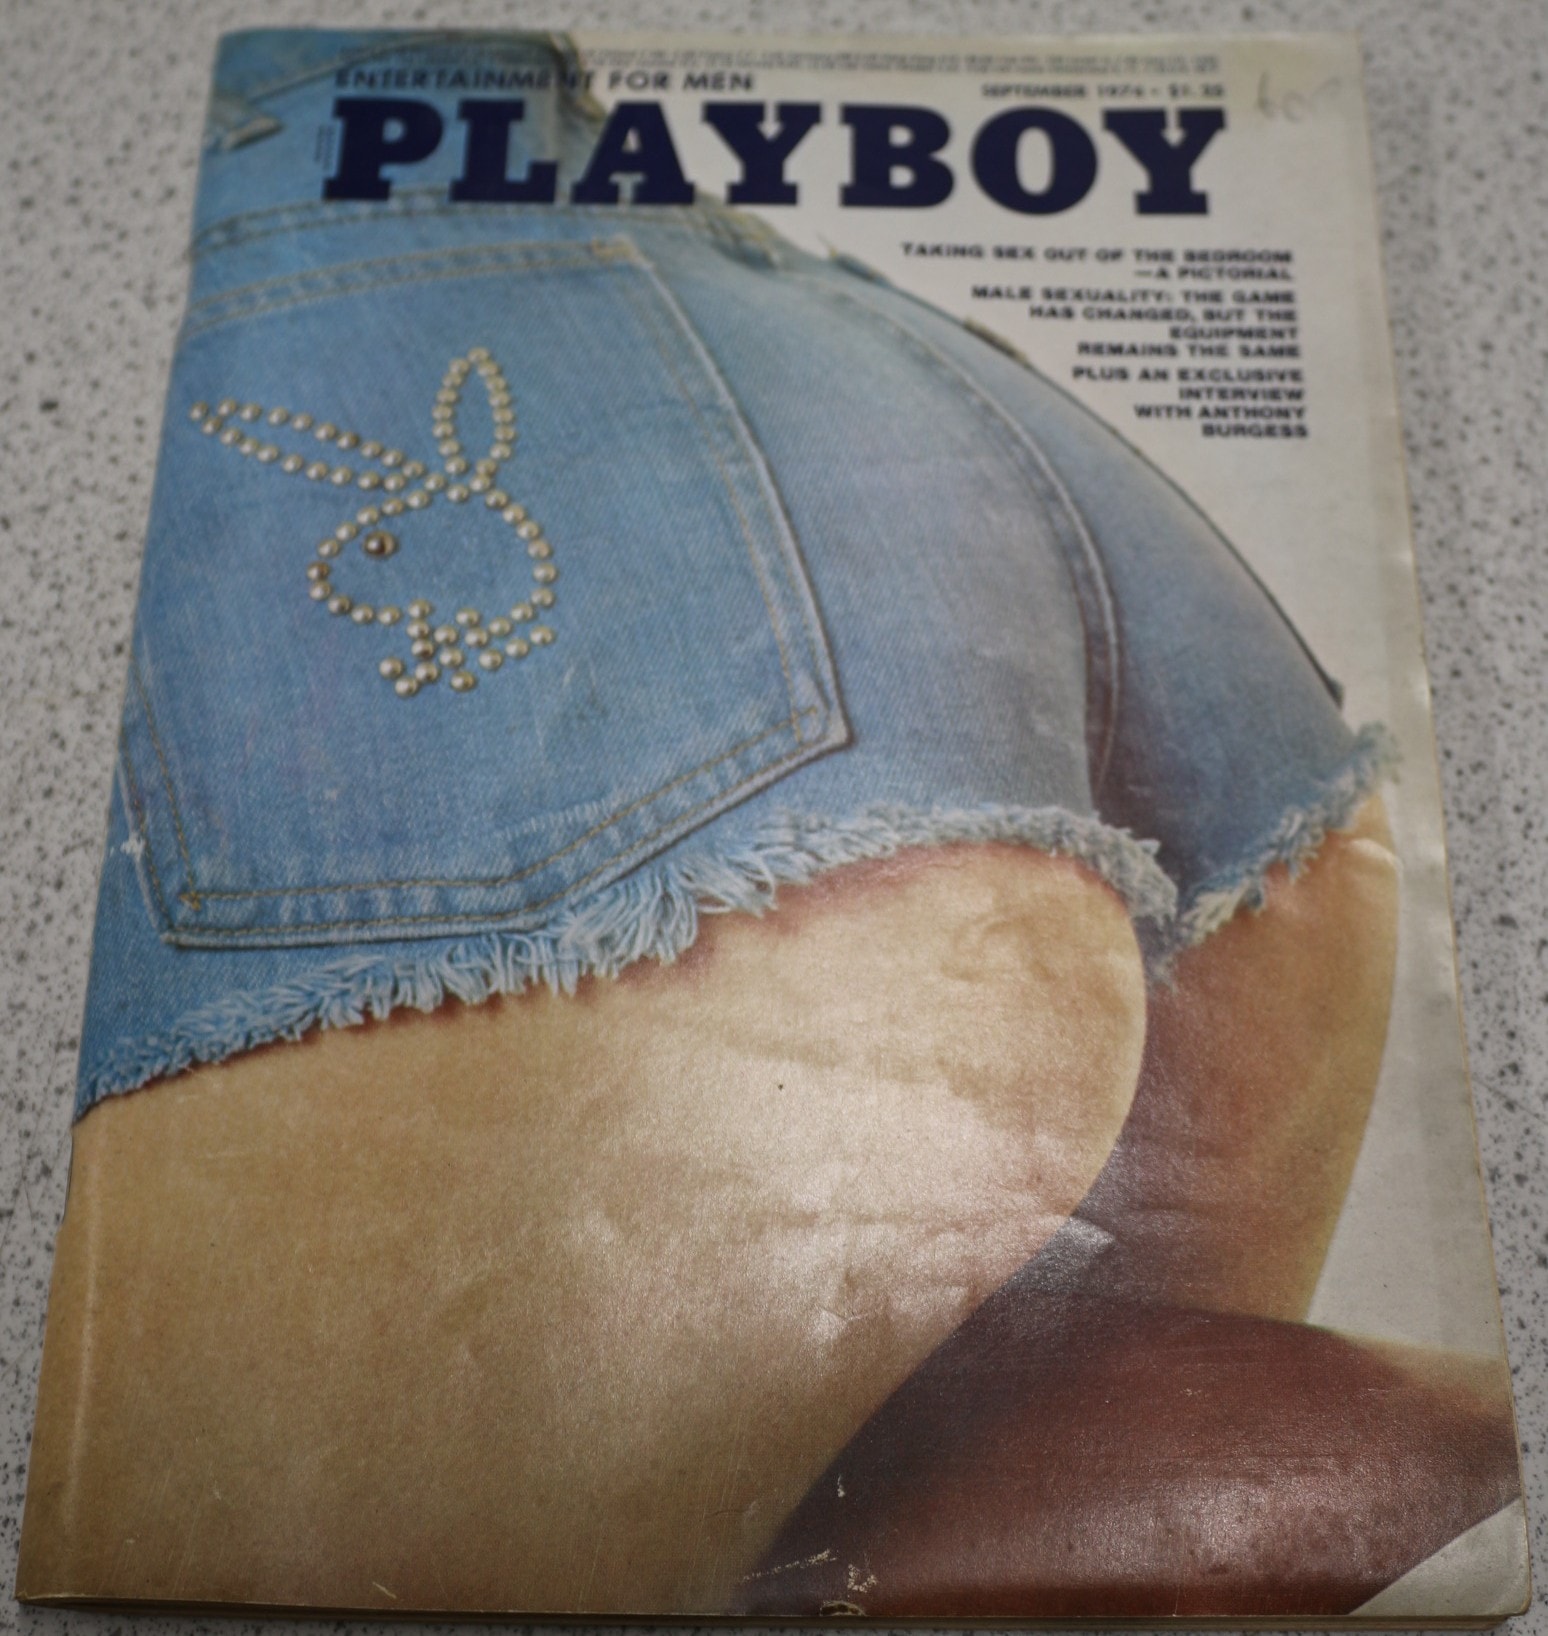 ENTERTAINMENT FOR MEN
SEPTEMBER 1974 • $1.25
PLAYBOY
TAKING SEX OUT OF THE BEDROOM
—A PICTORIAL
MALE SEXUALITY: THE GAME
HAS CHANGED, BUT THE
EQUIPMENT
REMAINS THE SAME
PLUS AN EXCLUSIVE
INTERVIEW
WITH ANTHONY
BURGESS